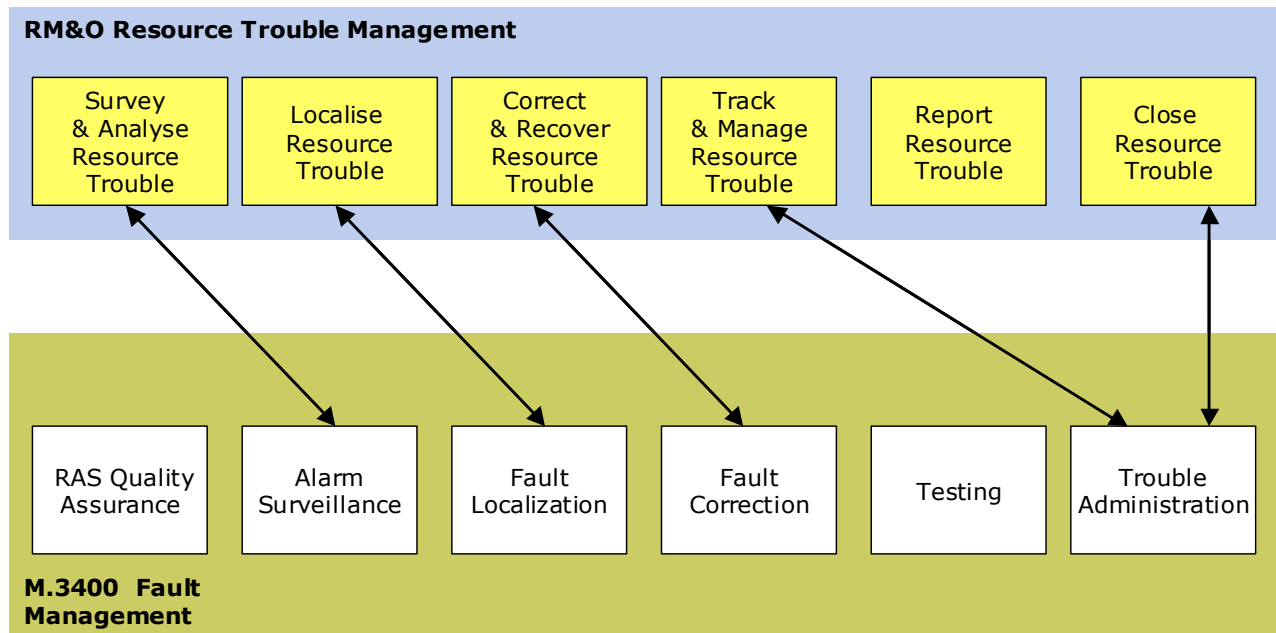 RM&O Resource Trouble Management
Survey
& Analyse
Resource
Trouble
Localise
Resource
Trouble
Correct
& Recover
Resource
Trouble
Track
& Manage
Resource
Trouble
Report
Resource
Trouble
Close
Resource
Trouble
RAS Quality
Assurance
Alarm
Surveillance
Fault
Localization
Fault
Correction
Testing
Trouble
Administration
M.3400 Fault
Management